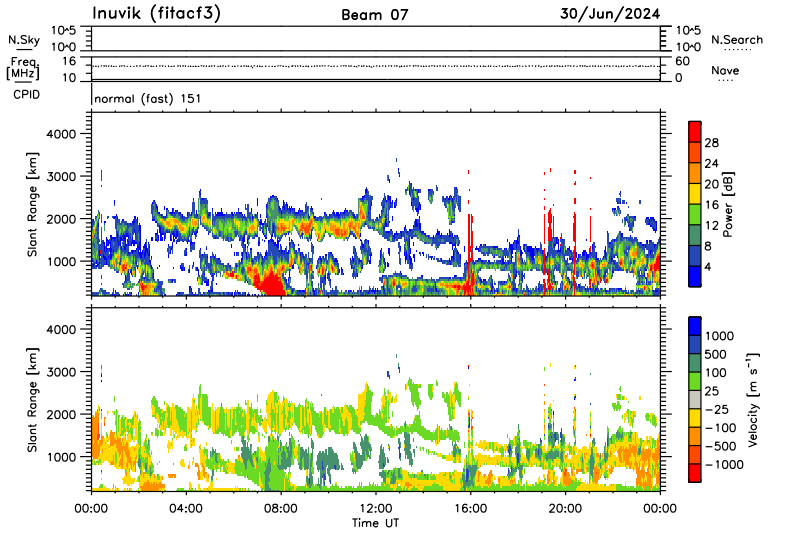 Inuvik (fitacf3) Beam 07 30/Jun/2024
N.Sky 10^5 10^0 10^5 10^0 N.Search
Freq. [MHz] 16 10 60 0 Nave
CPID normal (fast) 151
Slant Range [km] 4000 3000 2000 1000
Power [dB] 28 24 20 16 12 8 4
Slant Range [km] 4000 3000 2000 1000
Velocity [m s⁻¹] 1000 500 100 25 −25 −100 −500 −1000
00:00 04:00 08:00 12:00 16:00 20:00 00:00
Time UT